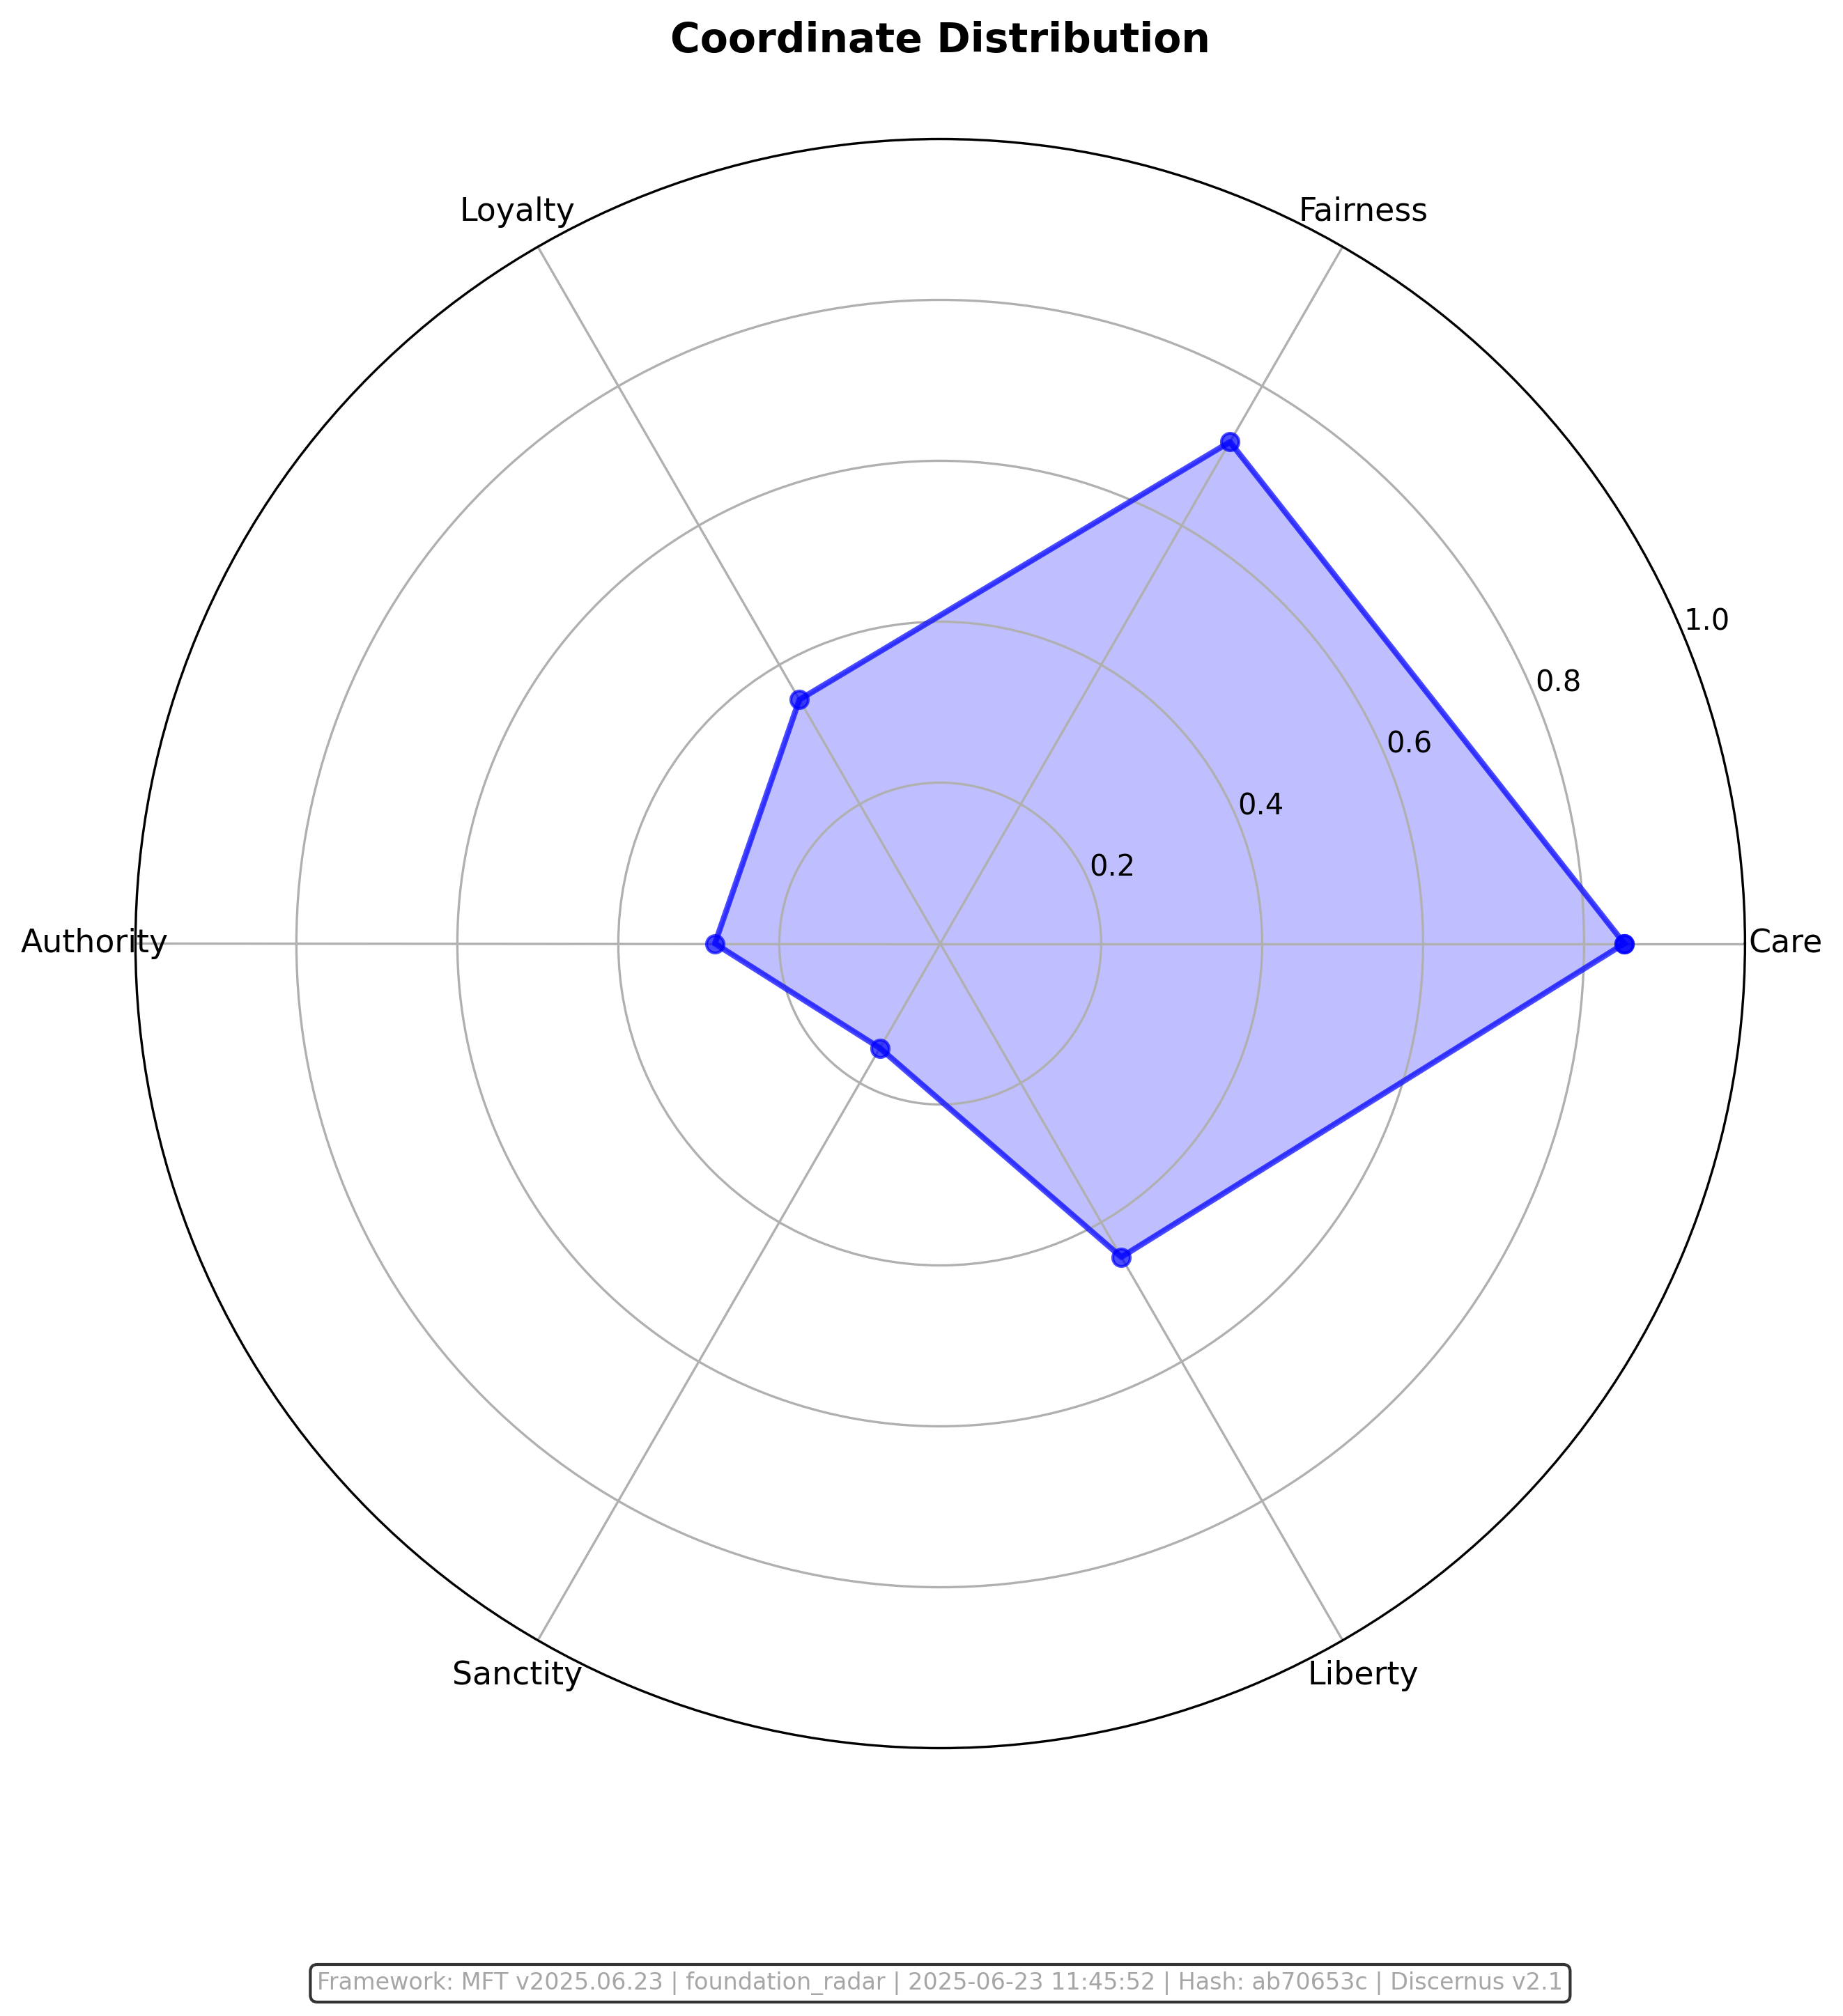 Coordinate Distribution
Loyalty
Fairness
1.0
0.8
0.6
0.4
0.2
Authority
Care
Sanctity
Liberty
Framework: MFT v2025.06.23 | foundation_radar | 2025-06-23 11:45:52 | Hash: ab70653c | Discernus v2.1